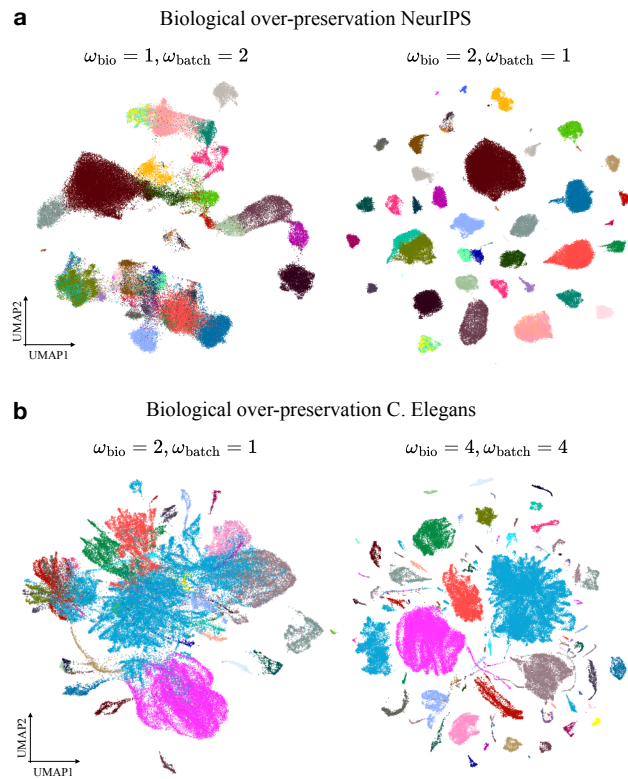 a
Biological over-preservation NeurIPS
ω_bio = 1, ω_batch = 2
ω_bio = 2, ω_batch = 1
UMAP2
UMAP1
b
Biological over-preservation C. Elegans
ω_bio = 2, ω_batch = 1
ω_bio = 4, ω_batch = 4
UMAP2
UMAP1